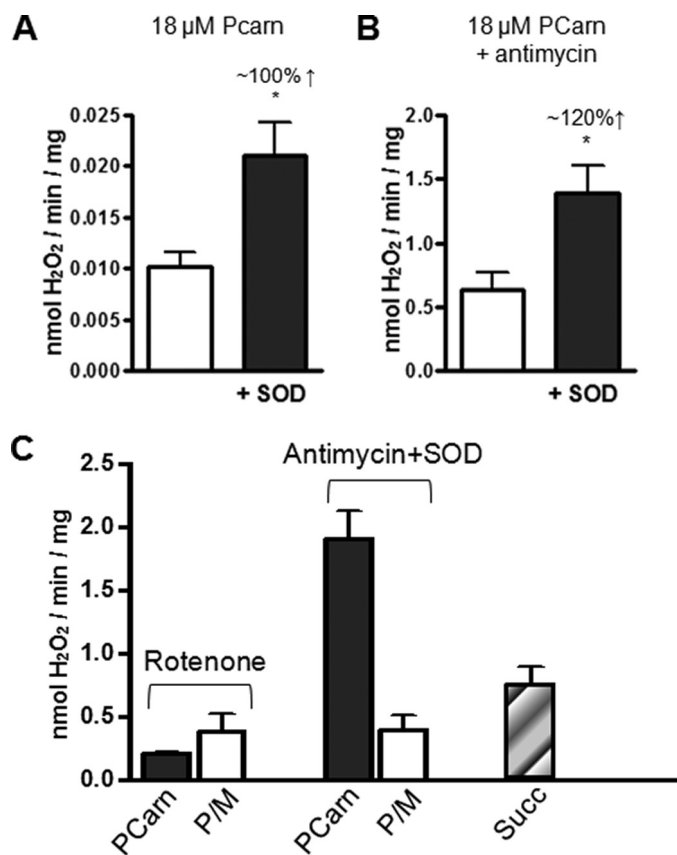 A
18 µM Pcarn
~100% ↑
*
nmol H₂O₂ / min / mg
0.025
0.020
0.015
0.010
0.005
0.000
+ SOD
B
18 µM PCarn
+ antimycin
~120%↑
*
nmol H₂O₂ / min / mg
2.0
1.5
1.0
0.5
0.0
+ SOD
C
Antimycin+SOD
Rotenone
nmol H₂O₂ / min / mg
2.5
2.0
1.5
1.0
0.5
0.0
PCarn
P/M
PCarn
P/M
Succ